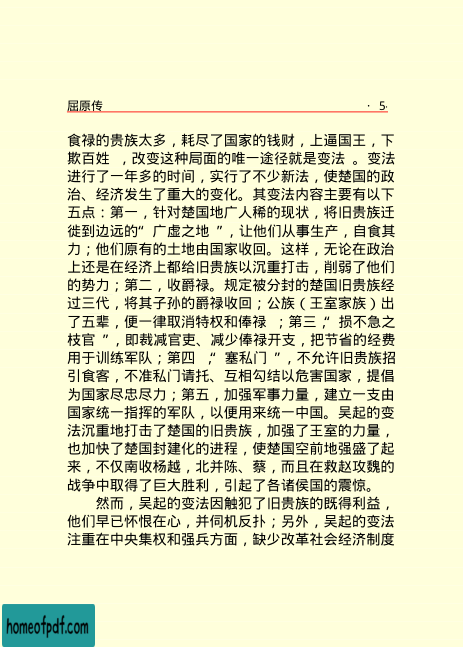 屈原传 · 5·
食禄的贵族太多，耗尽了国家的钱财，上逼国王，下
欺百姓 ，改变这种局面的唯一途径就是变法 。变法
进行了一年多的时间，实行了不少新法，使楚国的政
治、经济发生了重大的变化。其变法内容主要有以下
五点：第一，针对楚国地广人稀的现状，将旧贵族迁
徙到边远的“ 广虚之地 ”，让他们从事生产，自食其
力；他们原有的土地由国家收回。这样，无论在政治
上还是在经济上都给旧贵族以沉重打击，削弱了他们
的势力；第二，收爵禄。规定被分封的楚国旧贵族经
过三代，将其子孙的爵禄收回；公族（王室家族）出
了五辈，便一律取消特权和俸禄 ；第三，“ 损不急之
枝官 ”，即裁减官吏、减少俸禄开支，把节省的经费
用于训练军队；第四 ，“ 塞私门 ”，不允许旧贵族招
引食客，不准私门请托、互相勾结以危害国家，提倡
为国家尽忠尽力；第五，加强军事力量，建立一支由
国家统一指挥的军队，以便用来统一中国。吴起的变
法沉重地打击了楚国的旧贵族，加强了王室的力量，
也加快了楚国封建化的进程，使楚国空前地强盛了起
来，不仅南收杨越，北并陈、蔡，而且在救赵攻魏的
战争中取得了巨大胜利，引起了各诸侯国的震惊。
然而，吴起的变法因触犯了旧贵族的既得利益，
他们早已怀恨在心，并伺机反扑；另外，吴起的变法
注重在中央集权和强兵方面，缺少改革社会经济制度
homeofpdf.com